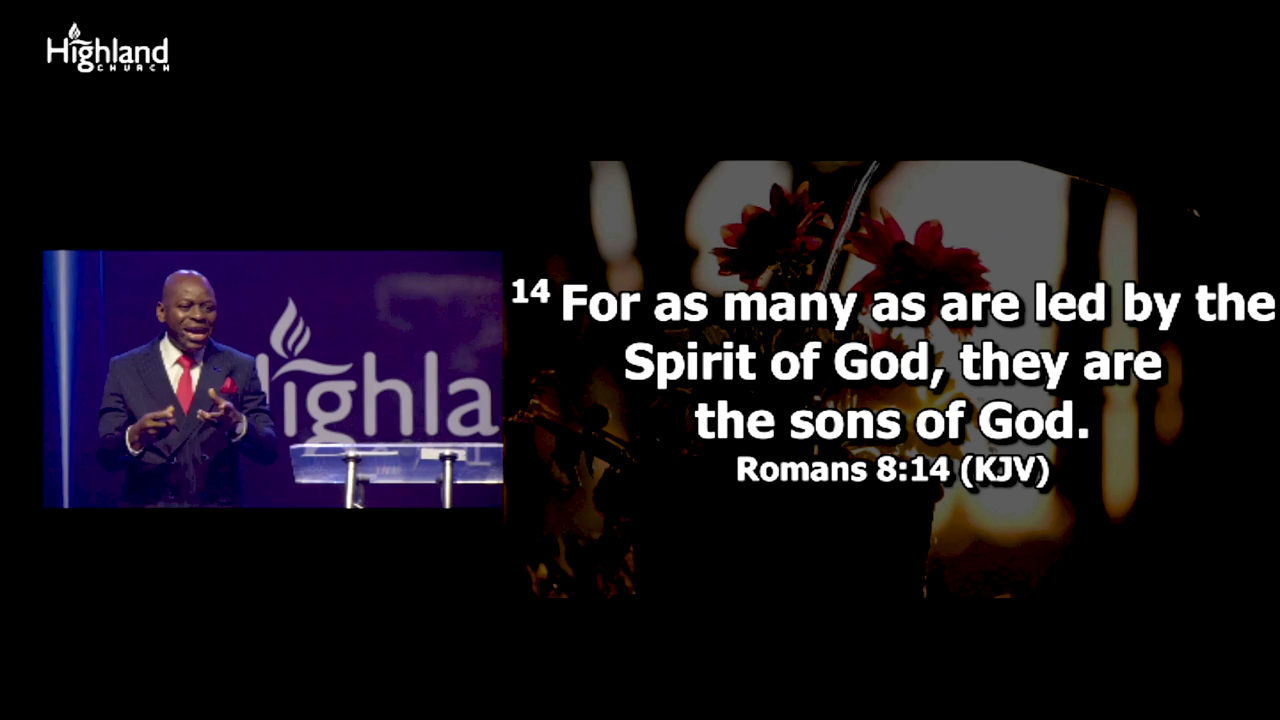 Highland
CHURCH
Highla
14 For as many as are led by the
Spirit of God, they are
the sons of God.
Romans 8:14 (KJV)